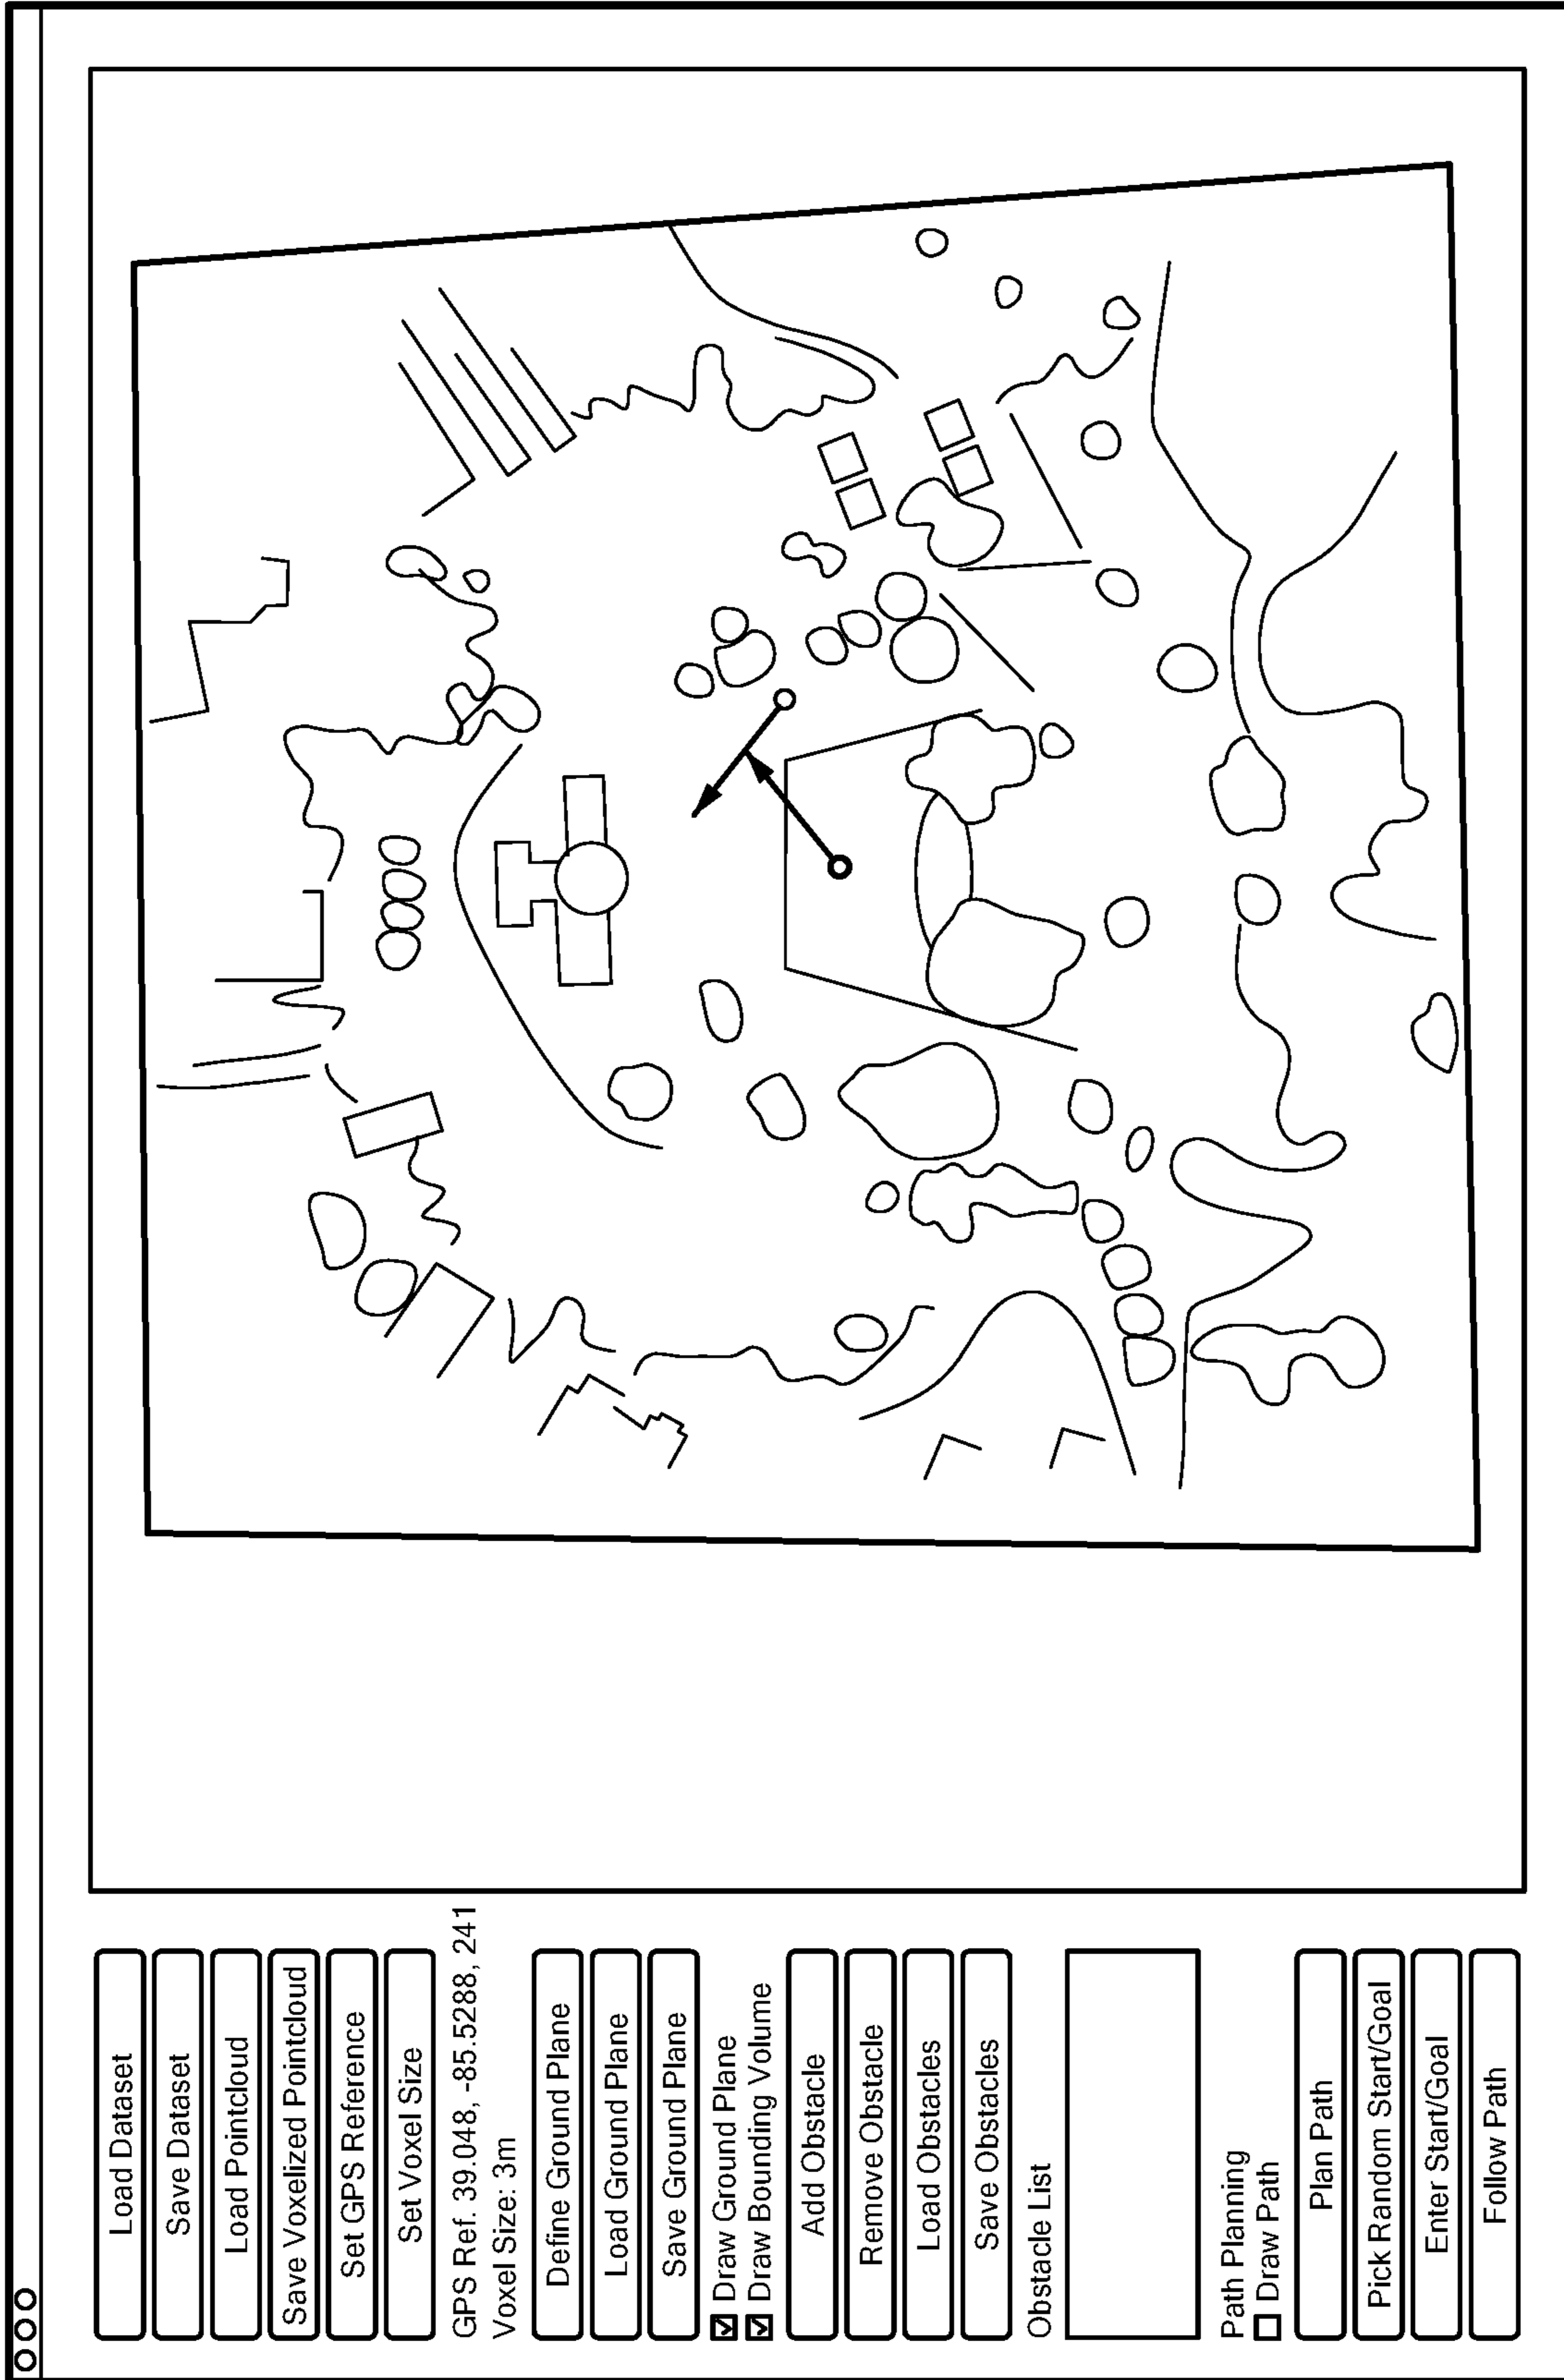 Load Dataset
Save Dataset
Load Pointcloud
Save Voxelized Pointcloud
Set GPS Reference
Set Voxel Size
GPS Ref. 39.048, -85.5288, 241
Voxel Size: 3m
Define Ground Plane
Load Ground Plane
Save Ground Plane
Draw Ground Plane
Draw Bounding Volume
Add Obstacle
Remove Obstacle
Load Obstacles
Save Obstacles
Obstacle List
Path Planning
Draw Path
Plan Path
Pick Random Start/Goal
Enter Start/Goal
Follow Path